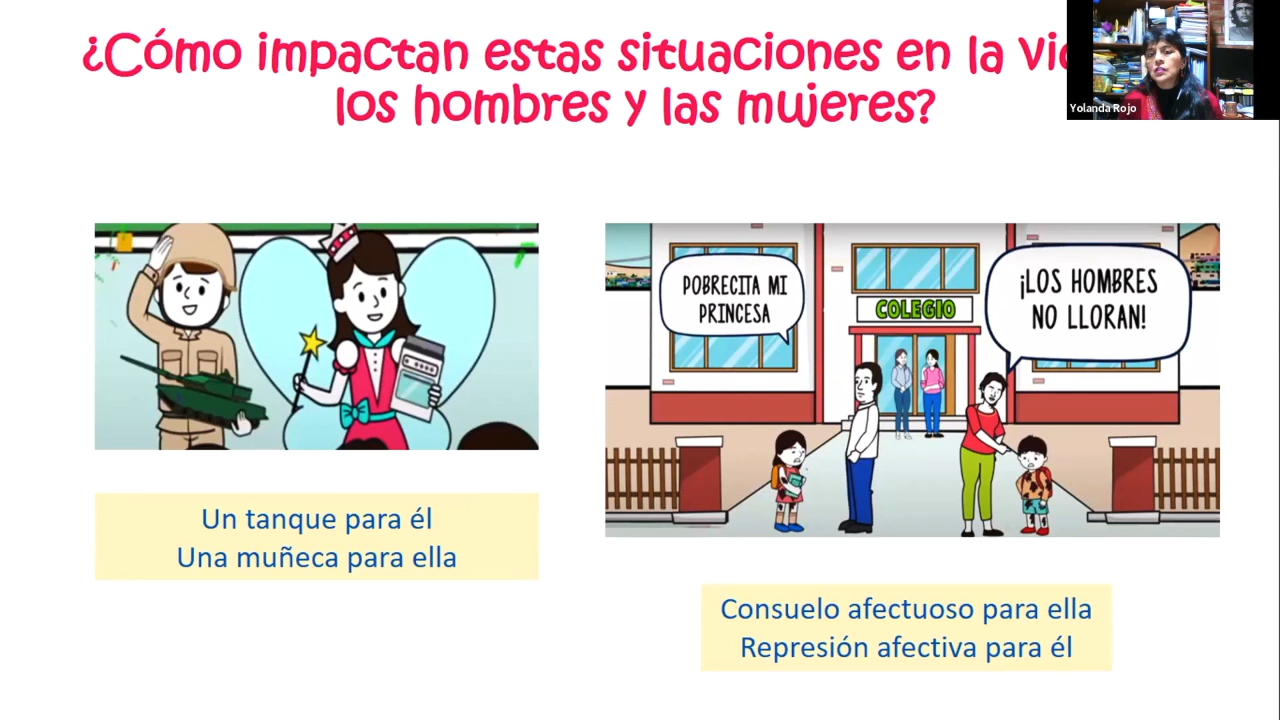 ¿Cómo impactan estas situaciones en la
los hombres y las mujeres?
Yolanda Rojo
POBRECITA MI
PRINCESA
¡LOS HOMBRES
NO LLORAN!
COLEGIO
Un tanque para él
Una muñeca para ella
Consuelo afectuoso para ella
Represión afectiva para él